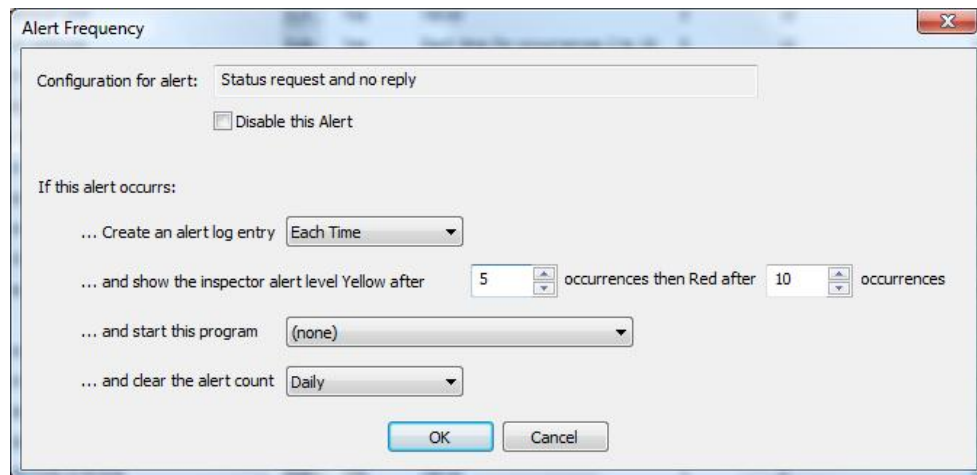 Alert Frequency
Configuration for alert: Status request and no reply
Disable this Alert
If this alert occurrs:
... Create an alert log entry Each Time
... and show the inspector alert level Yellow after 5 occurrences then Red after 10 occurrences
... and start this program (none)
... and clear the alert count Daily
OK Cancel